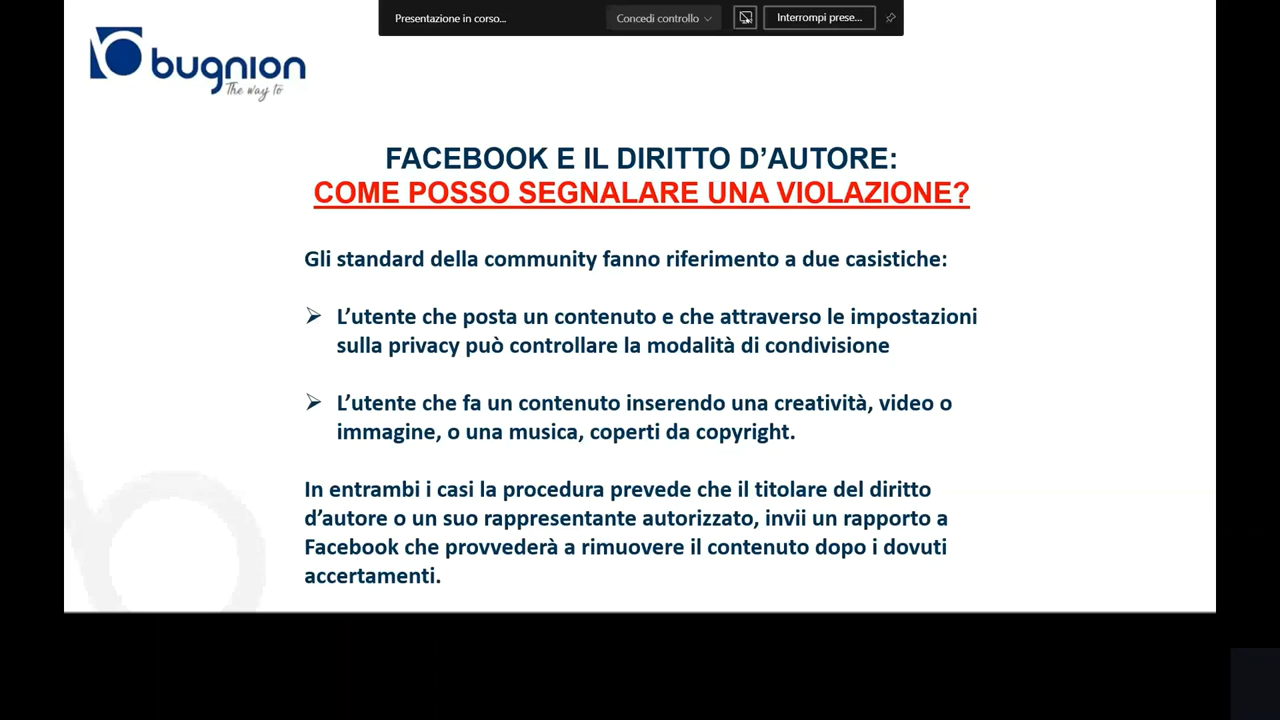 Presentazione in corso...
Concedi controllo
Interrompi prese...
bugnion
The way to
FACEBOOK E IL DIRITTO D’AUTORE:
COME POSSO SEGNALARE UNA VIOLAZIONE?
Gli standard della community fanno riferimento a due casistiche:
L’utente che posta un contenuto e che attraverso le impostazioni
sulla privacy può controllare la modalità di condivisione
L’utente che fa un contenuto inserendo una creatività, video o
immagine, o una musica, coperti da copyright.
In entrambi i casi la procedura prevede che il titolare del diritto
d’autore o un suo rappresentante autorizzato, invii un rapporto a
Facebook che provvederà a rimuovere il contenuto dopo i dovuti
accertamenti.